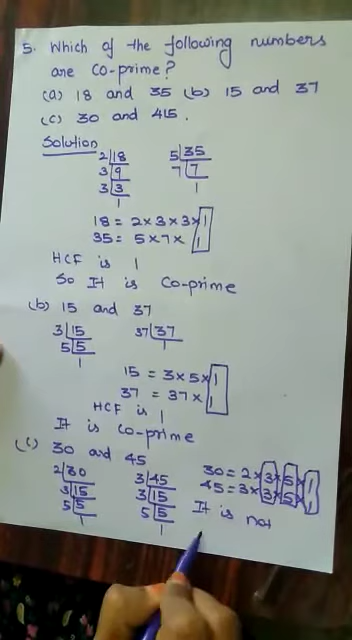 5. Which of the following numbers
are Co-prime?
(a) 18 and 35 (b) 15 and 37
(c) 30 and 415.
Solution
2|18 5|35
3|9 7|7
3|3 1
1
18 = 2×3×3×1
35 = 5×7×1
HCF is 1
So It is Co-prime
(b) 15 and 37
3|15 37|37
5|5 1
1
15 = 3×5×1
37 = 37×1
HCF is 1
It is Co-prime
(c) 30 and 45
2|30 3|45 30=2×3×5×1
3|15 3|15 45=3×3×5×1
5|5 5|5 It is not
1 1